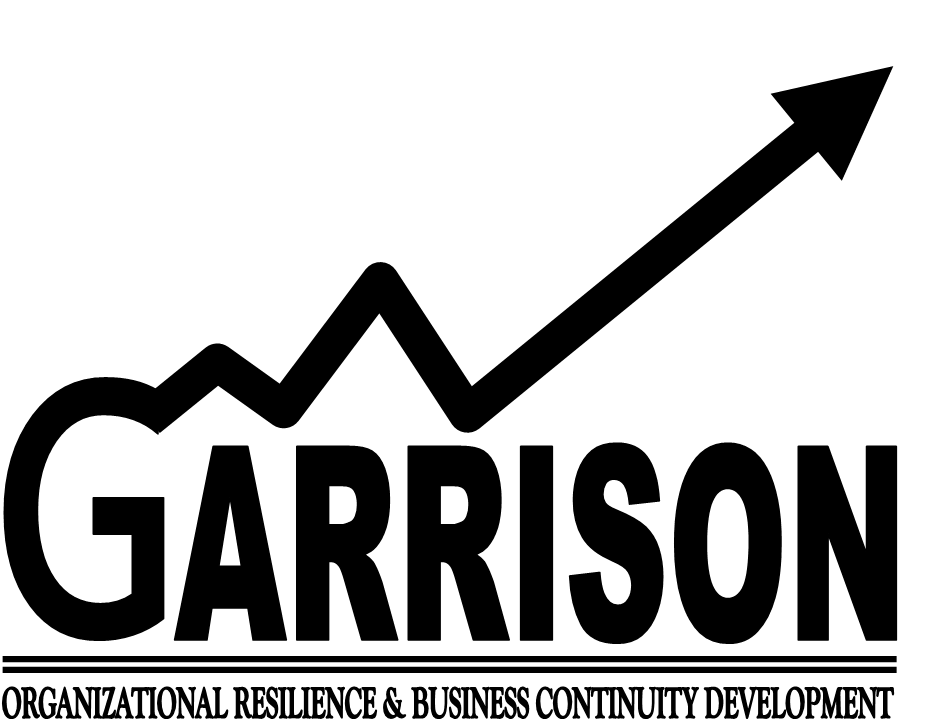 GARRISON
ORGANIZATIONAL RESILIENCE & BUSINESS CONTINUITY DEVELOPMENT